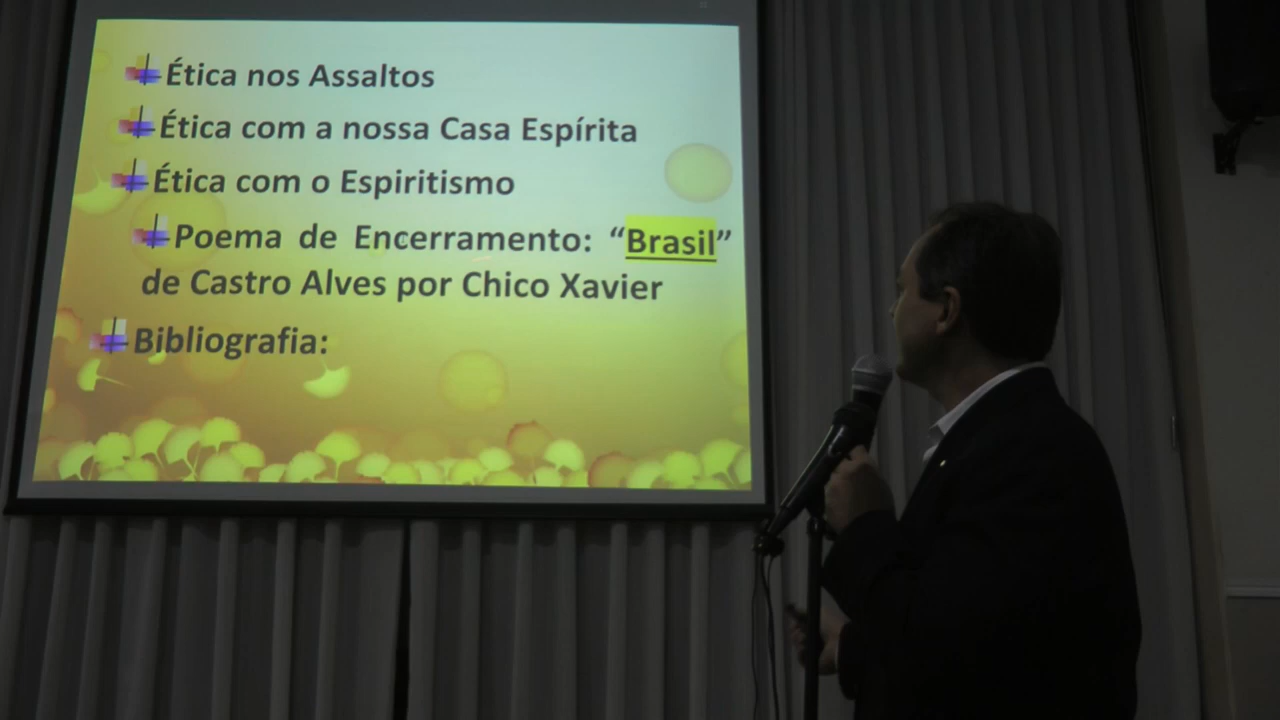 Ética nos Assaltos
Ética com a nossa Casa Espírita
Ética com o Espiritismo
Poema de Encerramento: “Brasil”
de Castro Alves por Chico Xavier
Bibliografia: